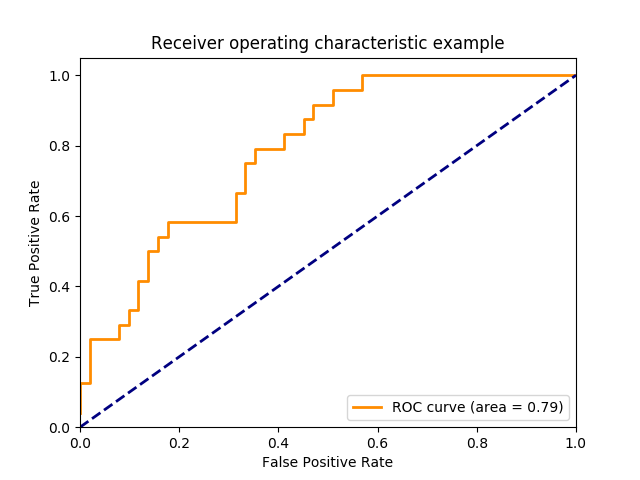 Receiver operating characteristic example
1.0
0.8
0.6
0.4
0.2
0.0
True Positive Rate
0.0 0.2 0.4 0.6 0.8 1.0
False Positive Rate
ROC curve (area = 0.79)